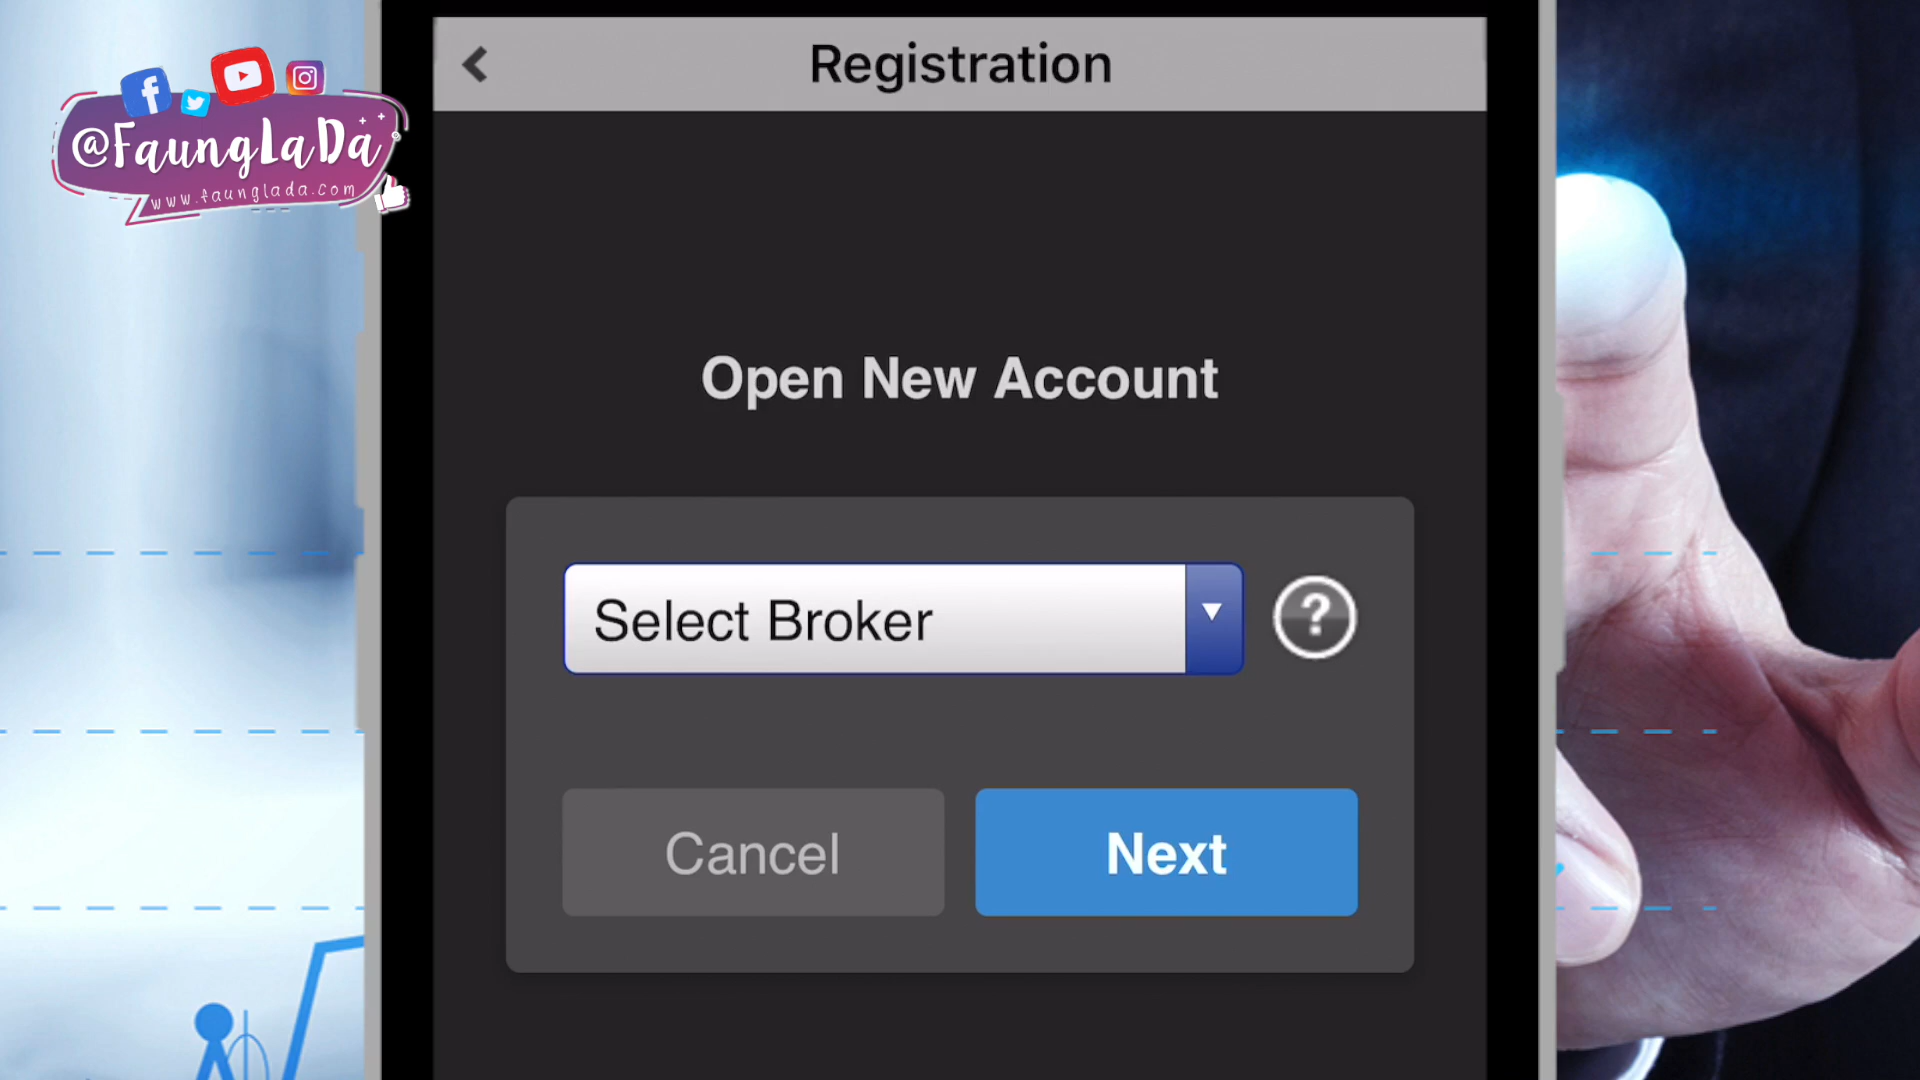 Registration
@FaunglaDa
www.faunglada.com
Open New Account
Select Broker
?
Cancel
Next